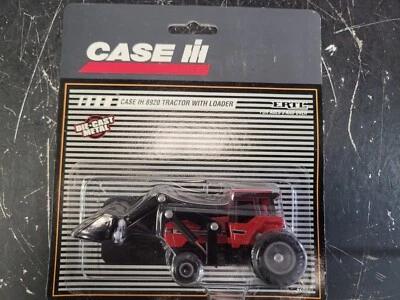 CASE IH
CASE IH 8920 TRACTOR WITH LOADER
ERTL
DIE-CAST
METAL